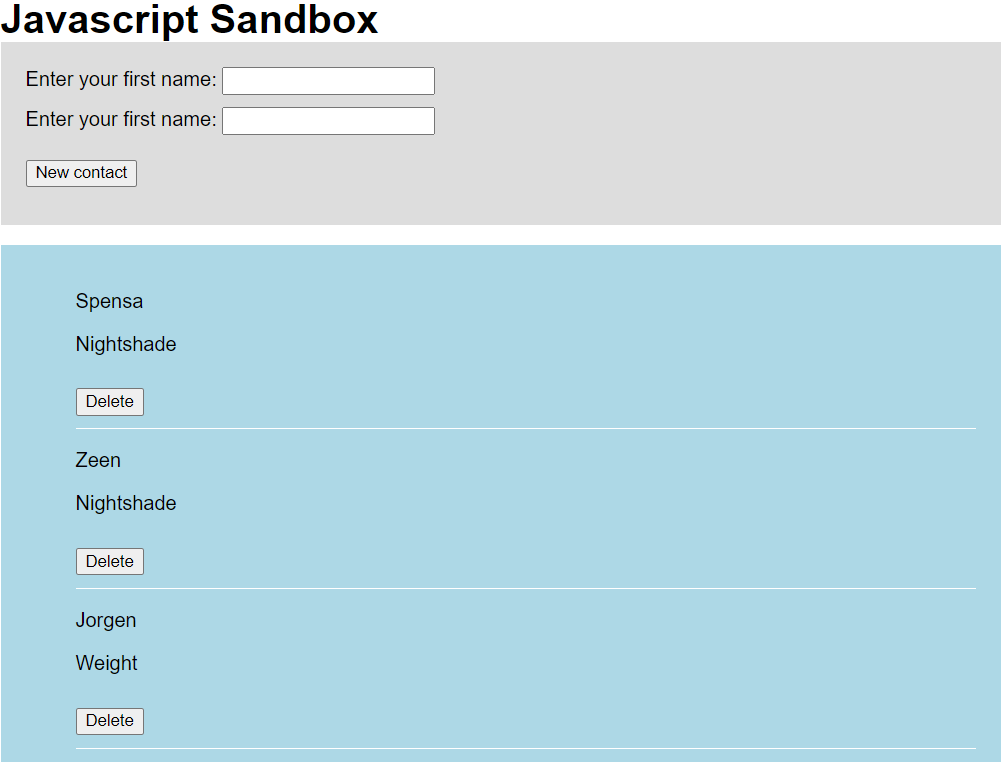 Javascript Sandbox
Enter your first name:
Enter your first name:
New contact
Spensa
Nightshade
Delete
Zeen
Nightshade
Delete
Jorgen
Weight
Delete